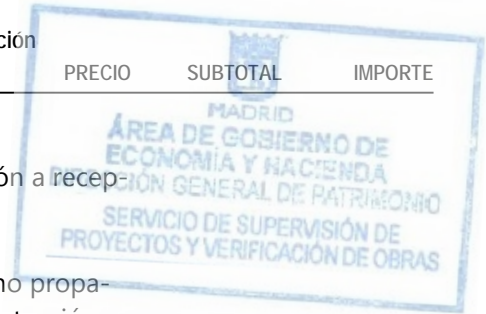 ción
PRECIO SUBTOTAL IMPORTE
MADRID
ÁREA DE GOBIERNO DE
ECONOMÍA Y HACIENDA
ón a recep-
DIRECCIÓN GENERAL DE PATRIMONIO
SERVICIO DE SUPERVISIÓN DE
PROYECTOS Y VERIFICACIÓN DE OBRAS
no propa-